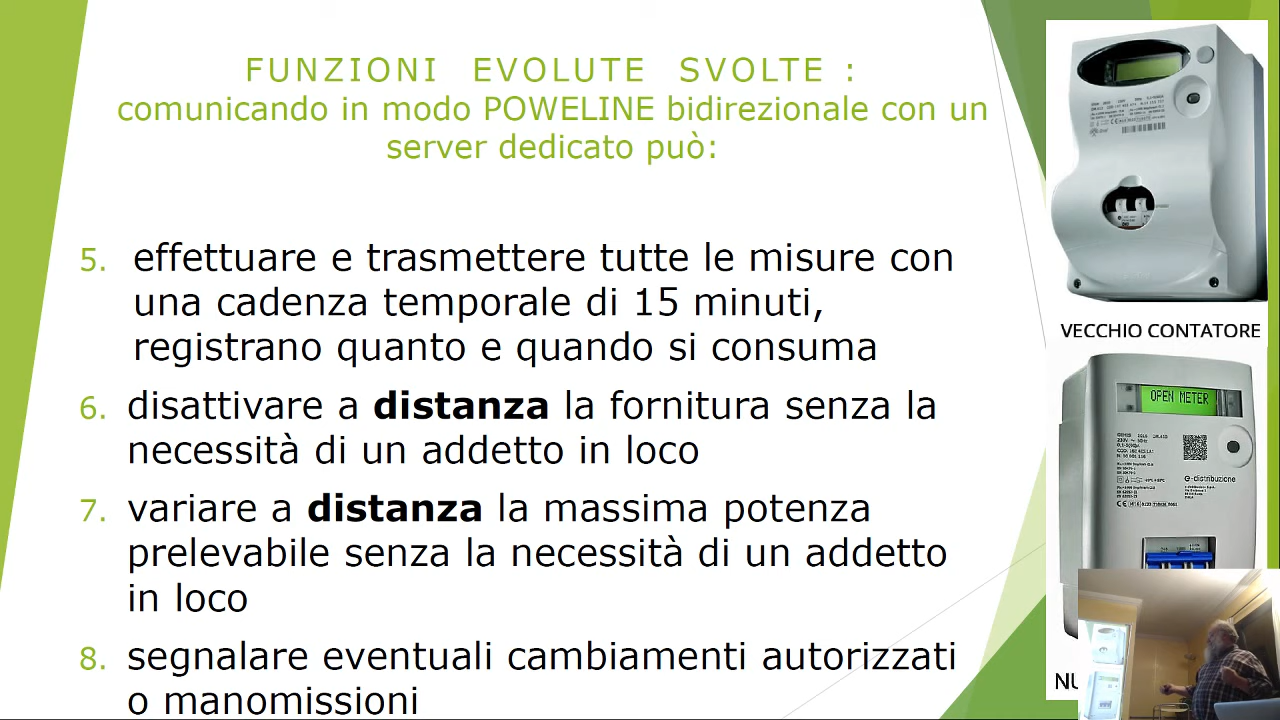 FUNZIONI EVOLUTE SVOLTE :
comunicando in modo POWELINE bidirezionale con un
server dedicato può:
5. effettuare e trasmettere tutte le misure con
una cadenza temporale di 15 minuti,
registrano quanto e quando si consuma
6. disattivare a distanza la fornitura senza la
necessità di un addetto in loco
7. variare a distanza la massima potenza
prelevabile senza la necessità di un addetto
in loco
8. segnalare eventuali cambiamenti autorizzati
o manomissioni
VECCHIO CONTATORE
OPEN METER
e-distribuzione